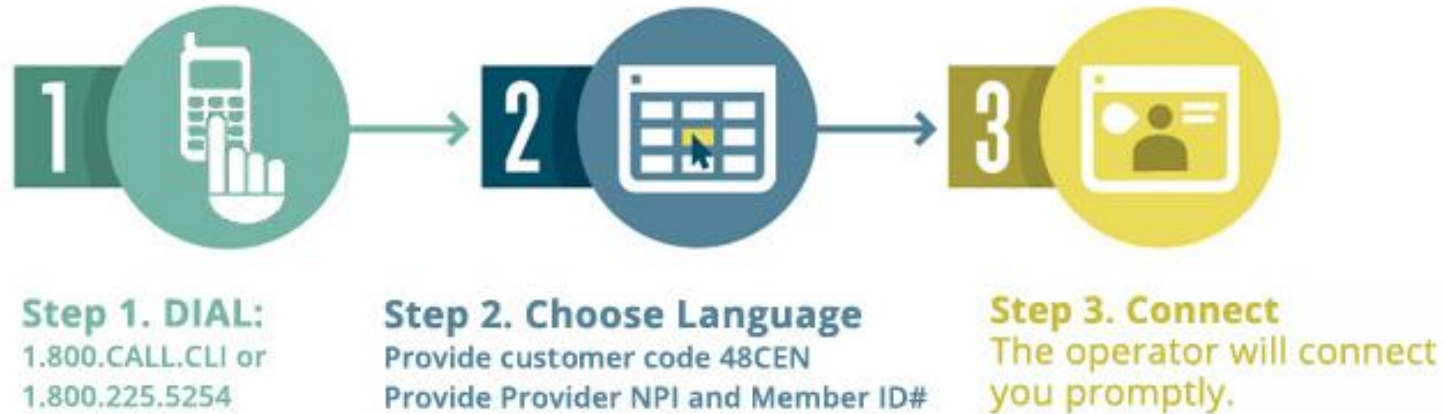 1
2
3
Step 1. DIAL:
1.800.CALL.CLI or
1.800.225.5254
Step 2. Choose Language
Provide customer code 48CEN
Provide Provider NPI and Member ID#
Step 3. Connect
The operator will connect
you promptly.